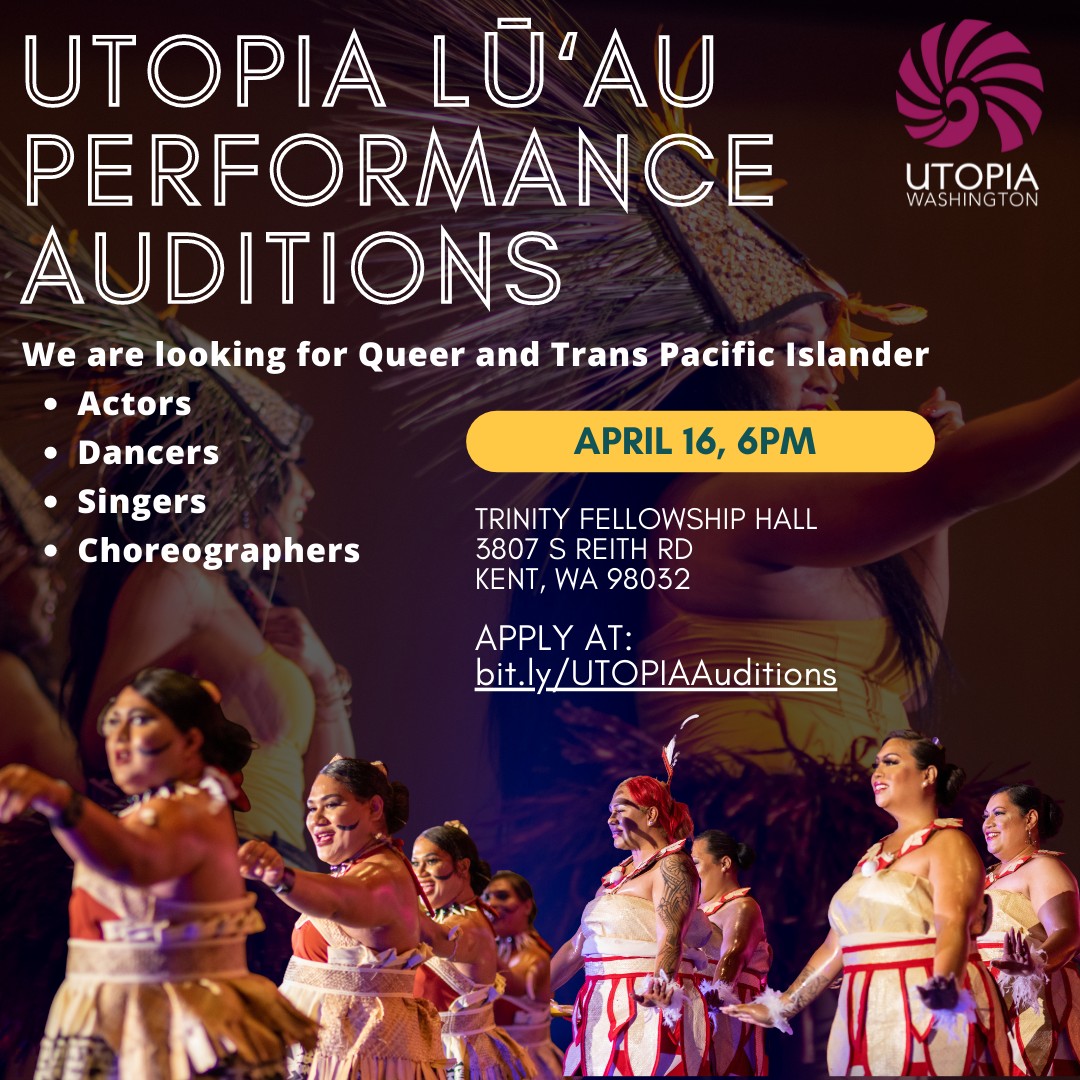 UTOPIA LŪ‘AU
PERFORMANCE
AUDITIONS
UTOPIA
WASHINGTON
We are looking for Queer and Trans Pacific Islander
• Actors
• Dancers
• Singers
• Choreographers
APRIL 16, 6PM
TRINITY FELLOWSHIP HALL
3807 S REITH RD
KENT, WA 98032
APPLY AT:
bit.ly/UTOPIAAuditions